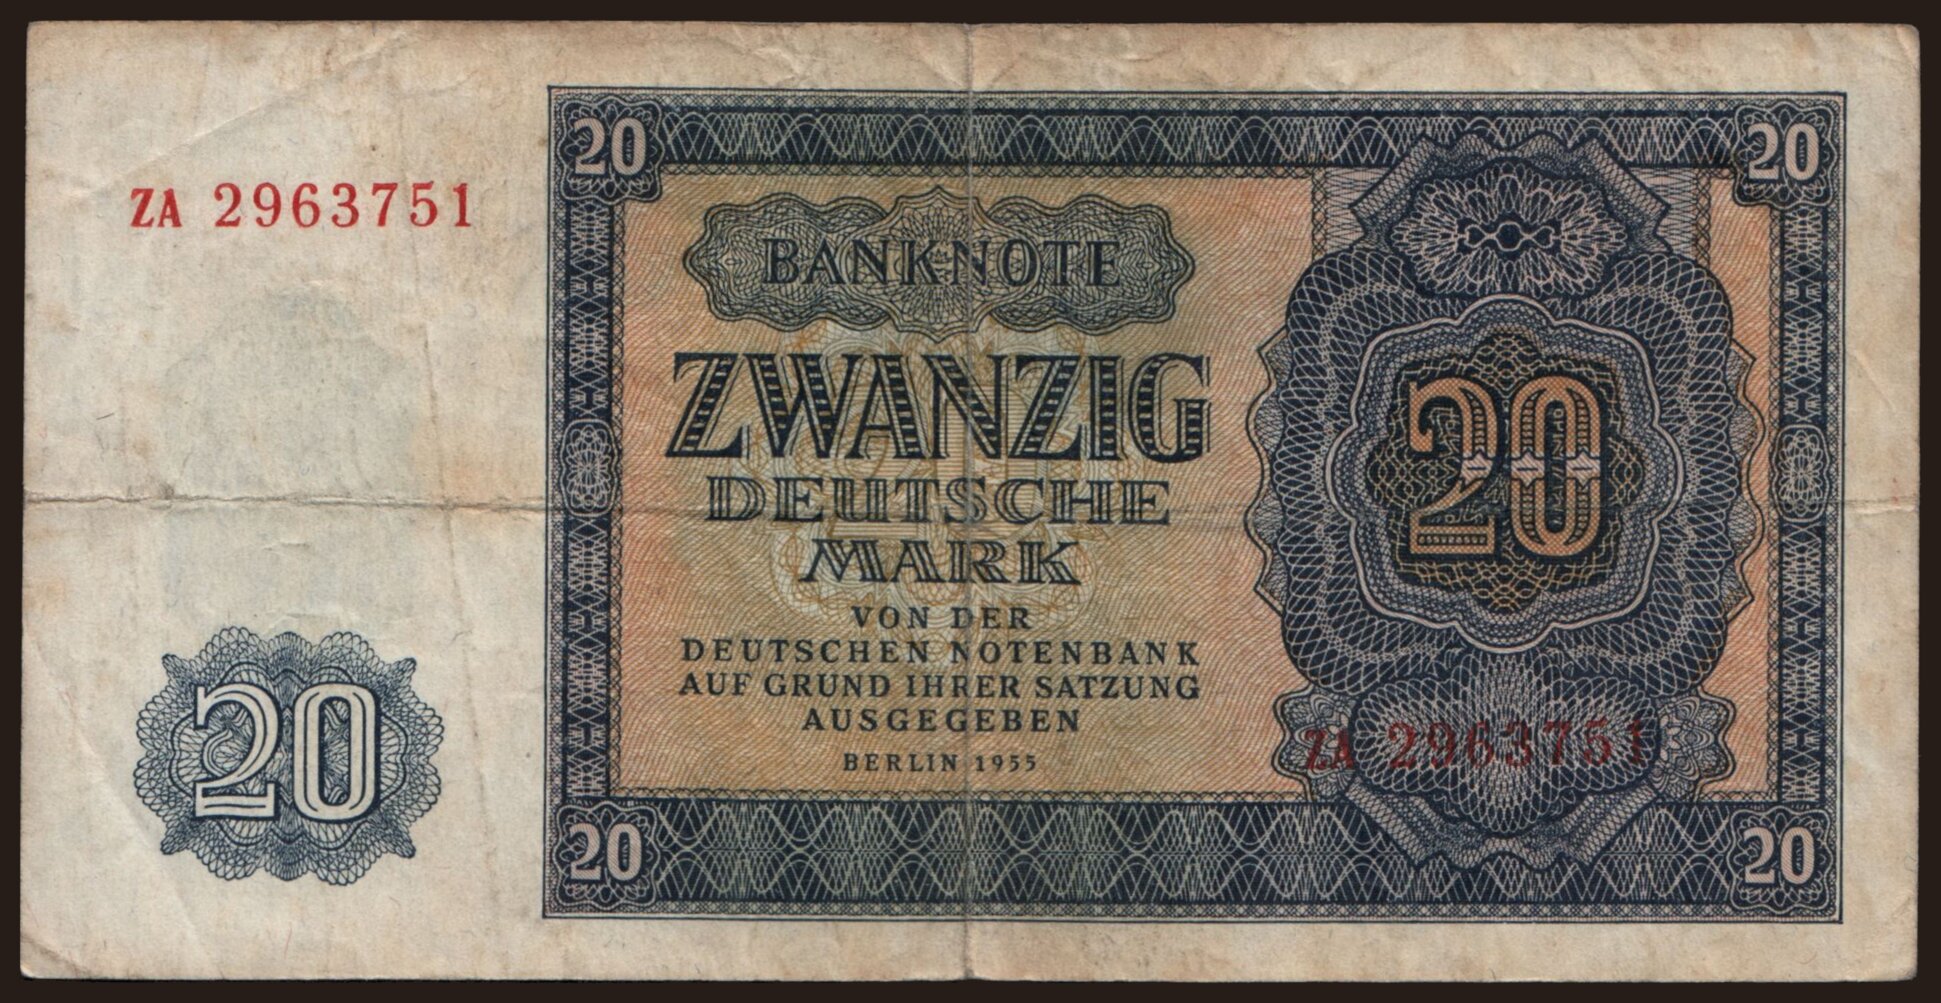 20
20
ZA 2963751
BANKNOTE
ZWANZIG
DEUTSCHE
MARK
20
VON DER
DEUTSCHEN NOTENBANK
AUF GRUND IHRER SATZUNG
AUSGEGEBEN
BERLIN 1955
ZA 2963751
20
20
20